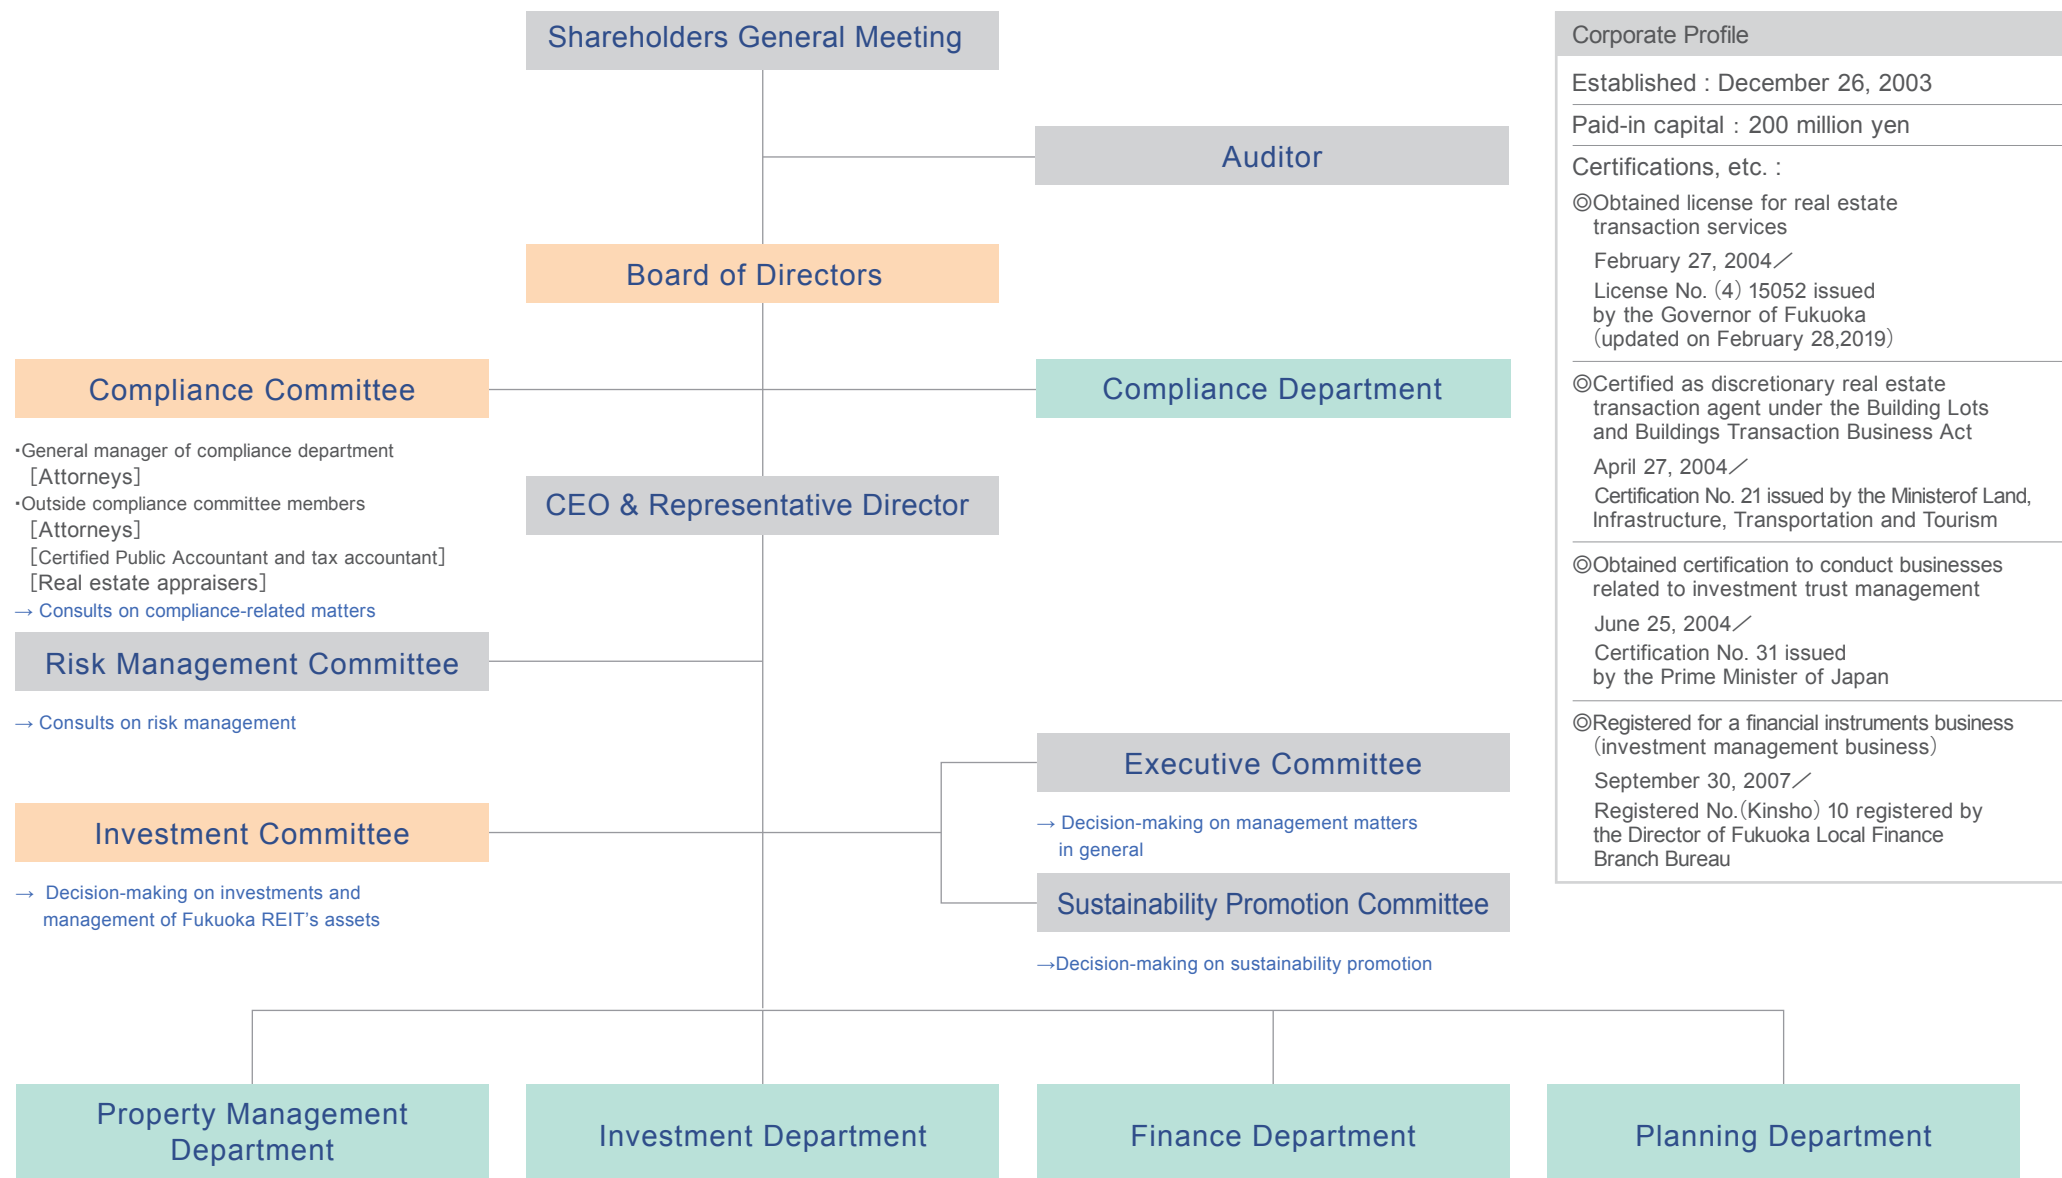 Shareholders General Meeting
Auditor
Board of Directors
Compliance Committee
Compliance Department
・General manager of compliance department
［Attorneys］
・Outside compliance committee members
［Attorneys］
［Certified Public Accountant and tax accountant］
［Real estate appraisers］
→ Consults on compliance-related matters
CEO & Representative Director
Risk Management Committee
→ Consults on risk management
Executive Committee
→ Decision-making on management matters
in general
Investment Committee
→ Decision-making on investments and
management of Fukuoka REIT’s assets
Sustainability Promotion Committee
→Decision-making on sustainability promotion
Property Management
Department
Investment Department
Finance Department
Planning Department
Corporate Profile
Established : December 26, 2003
Paid-in capital : 200 million yen
Certifications, etc. :
◎Obtained license for real estate
transaction services
February 27, 2004／
License No.（4）15052 issued
by the Governor of Fukuoka
（updated on February 28,2019）
◎Certified as discretionary real estate
transaction agent under the Building Lots
and Buildings Transaction Business Act
April 27, 2004／
Certification No. 21 issued by the Ministerof Land,
Infrastructure, Transportation and Tourism
◎Obtained certification to conduct businesses
related to investment trust management
June 25, 2004／
Certification No. 31 issued
by the Prime Minister of Japan
◎Registered for a financial instruments business
（investment management business）
September 30, 2007／
Registered No.（Kinsho）10 registered by
the Director of Fukuoka Local Finance
Branch Bureau